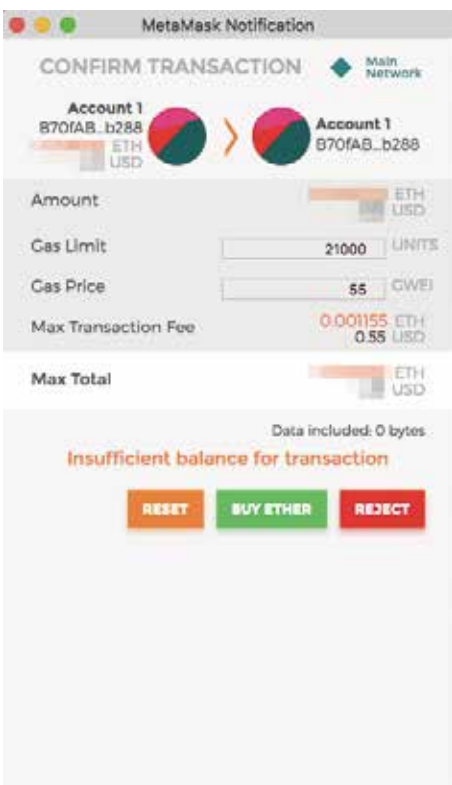 MetaMask Notification
CONFIRM TRANSACTION
Main
Network
Account 1
B70fAB...b288
ETH
USD
Account 1
B70fAB...b288
Amount
ETH
USD
Gas Limit
21000 UNITS
Gas Price
55 GWEI
Max Transaction Fee
0.001155 ETH
0.55 USD
Max Total
ETH
USD
Data included: 0 bytes
Insufficient balance for transaction
RESET BUY ETHER REJECT